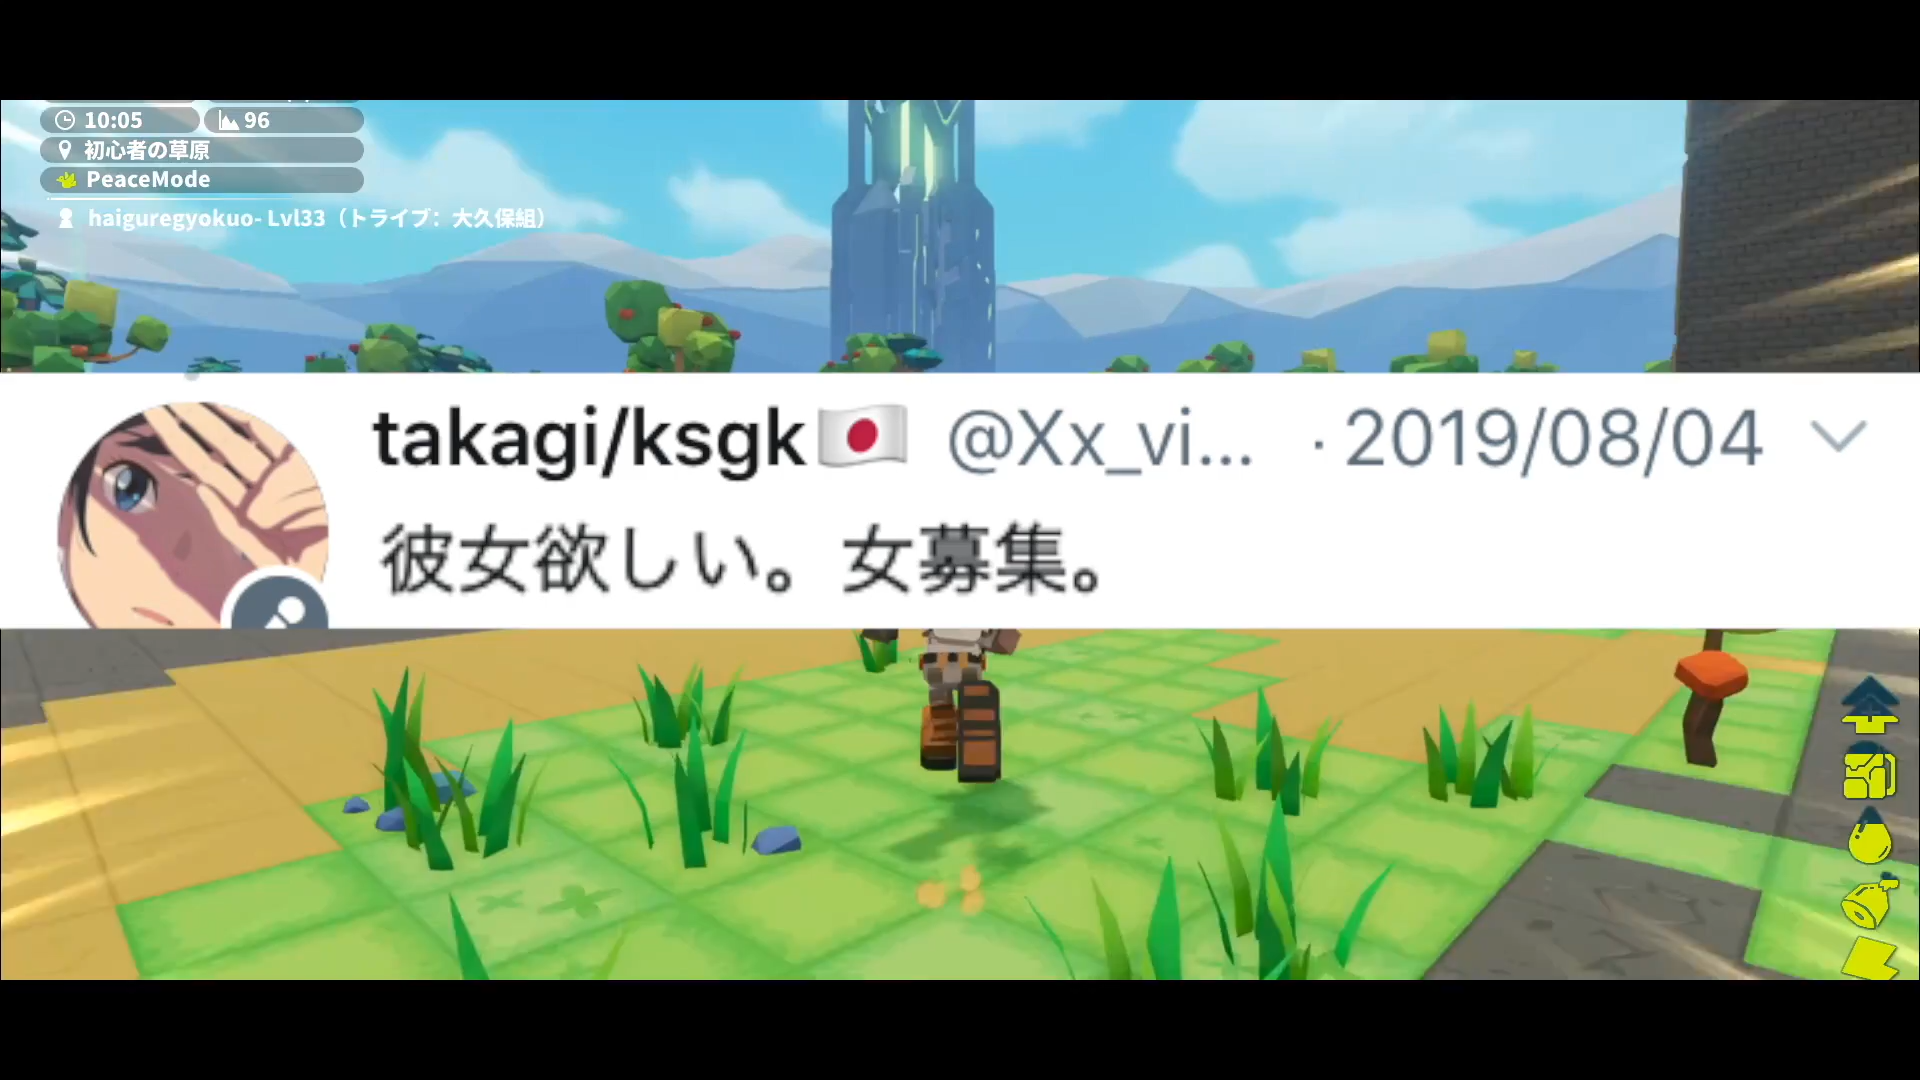 10:05
96
初心者の草原
PeaceMode
haiguregyokuo- Lvl33（トライブ：大久保組）
takagi/ksgk🇯🇵 @Xx_vi... · 2019/08/04
彼女欲しい。女募集。